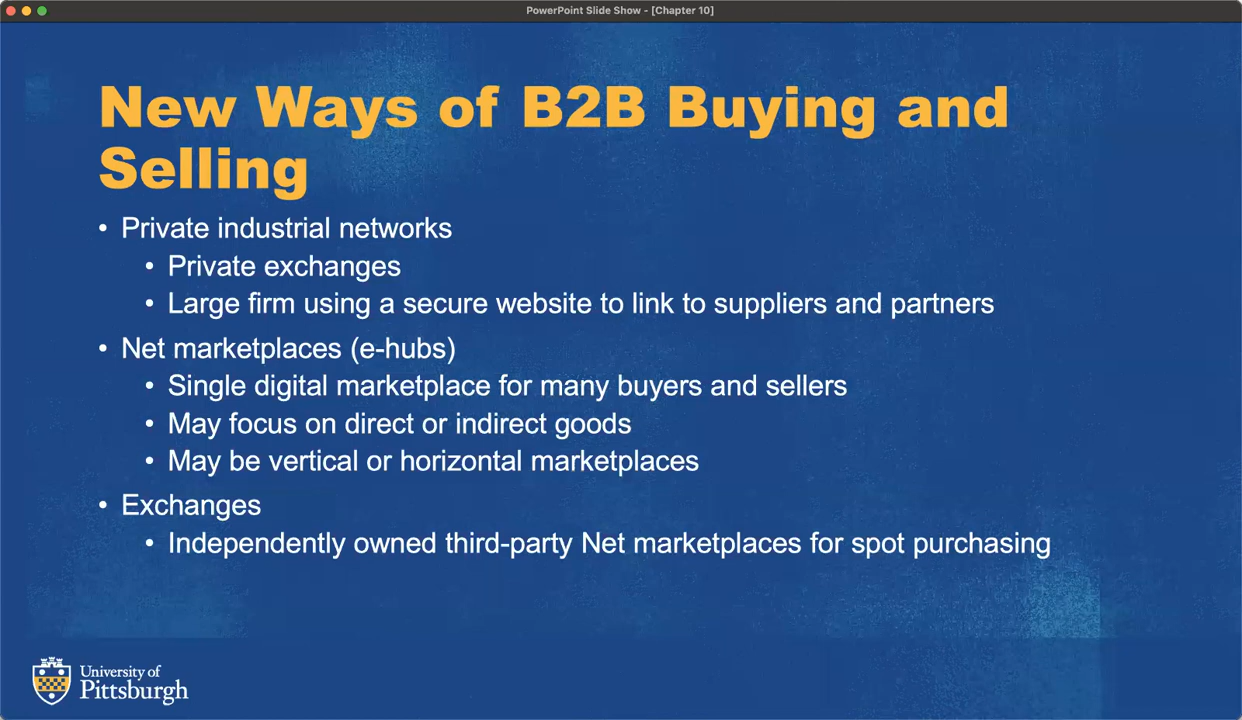 PowerPoint Slide Show - [Chapter 10]
New Ways of B2B Buying and
Selling
• Private industrial networks
• Private exchanges
• Large firm using a secure website to link to suppliers and partners
• Net marketplaces (e-hubs)
• Single digital marketplace for many buyers and sellers
• May focus on direct or indirect goods
• May be vertical or horizontal marketplaces
• Exchanges
• Independently owned third-party Net marketplaces for spot purchasing
University of
Pittsburgh